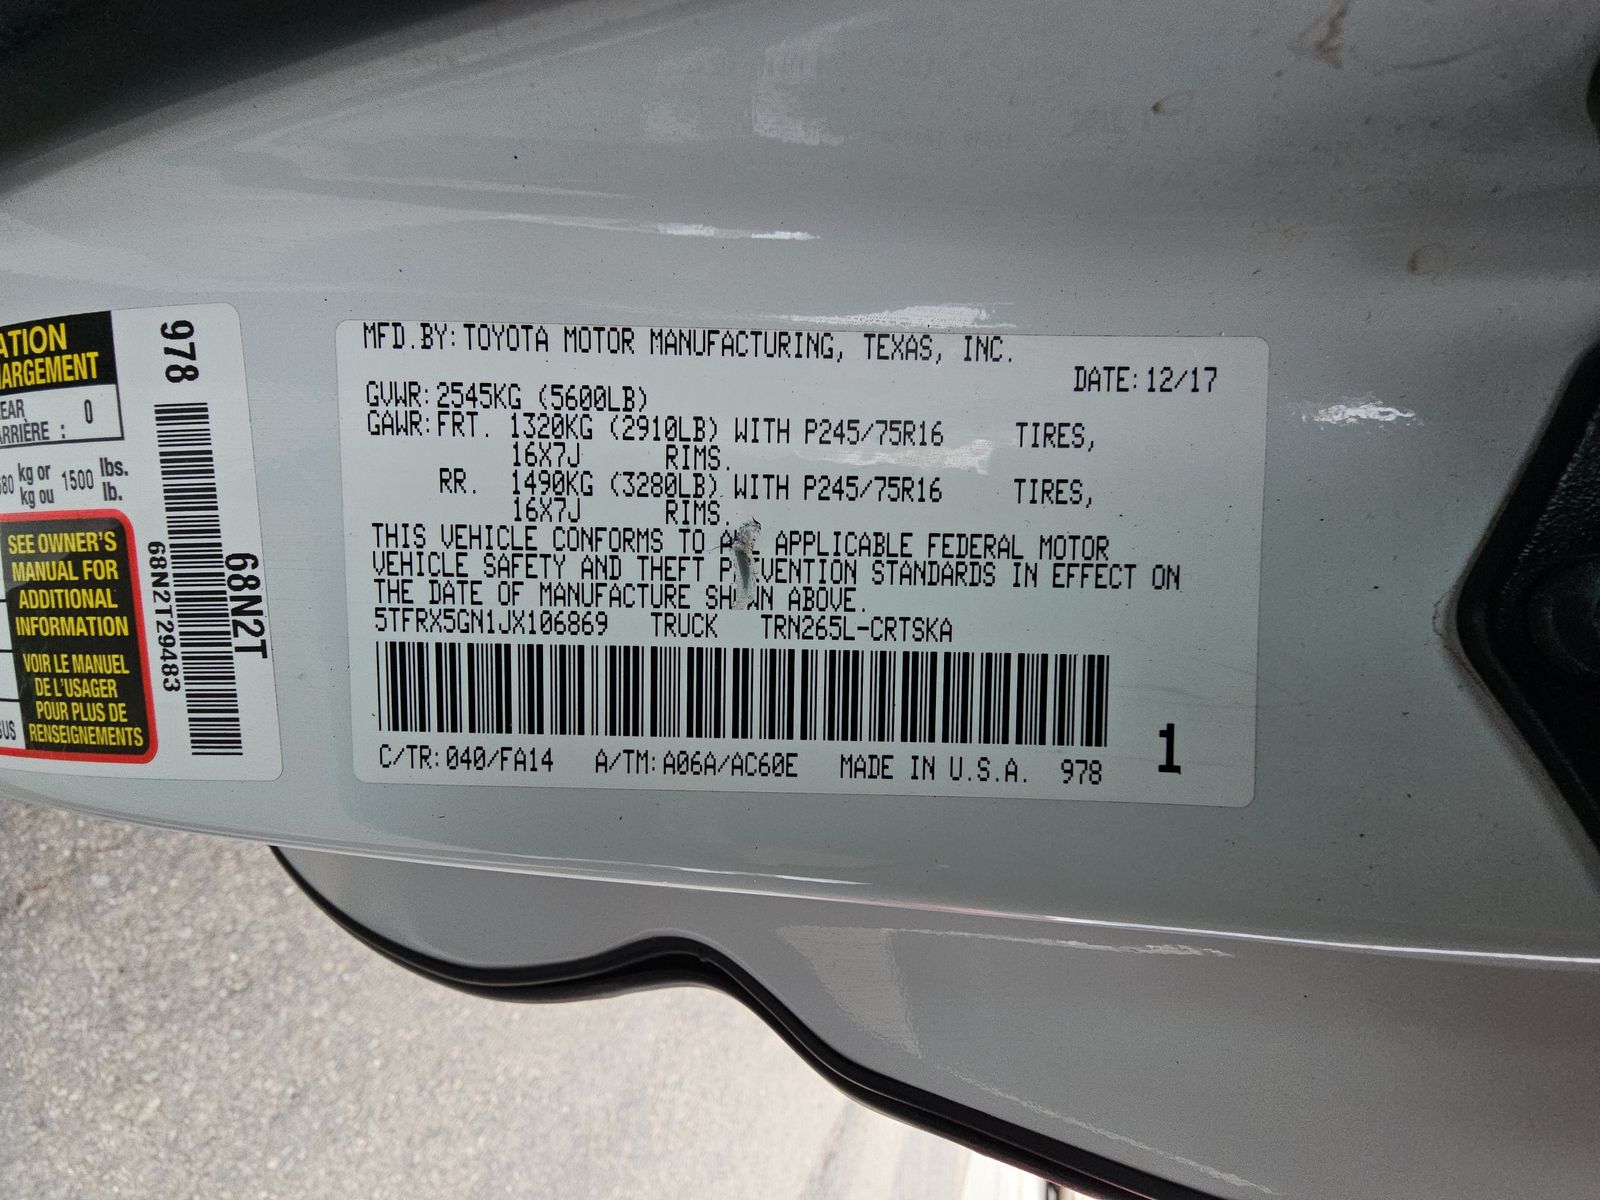 ATION
HARGEMENT
EAR
ARRIÈRE : 0
680 kg or 1500 lbs.
kg ou lb.
SEE OWNER'S
MANUAL FOR
ADDITIONAL
INFORMATION
VOIR LE MANUEL
DE L'USAGER
POUR PLUS DE
RENSEIGNEMENTS
978
68N2T29483
68N2T
MFD.BY: TOYOTA MOTOR MANUFACTURING, TEXAS, INC.
DATE: 12/17
GVWR: 2545KG (5600LB)
GAWR: FRT. 1320KG (2910LB) WITH P245/75R16 TIRES,
16X7J RIMS.
RR. 1490KG (3280LB) WITH P245/75R16 TIRES,
16X7J RIMS.
THIS VEHICLE CONFORMS TO APPLICABLE FEDERAL MOTOR
VEHICLE SAFETY AND THEFT STANDARDS IN EFFECT ON
THE DATE OF MANUFACTURE ABOVE.
5TFRX5GN1JX106869 TRUCK TRN265L-CRTSKA
C/TR: 040/FA14 A/TM: A06A/AC60E MADE IN U.S.A. 978
1